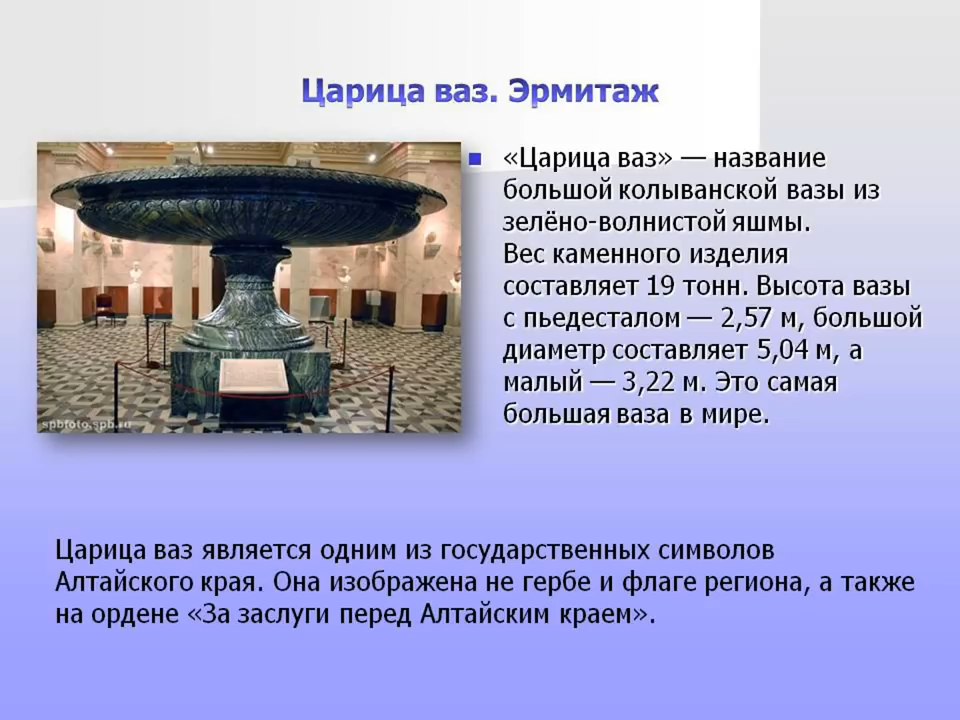 Царица ваз. Эрмитаж
«Царица ваз» — название
большой колыванской вазы из
зелёно-волнистой яшмы.
Вес каменного изделия
составляет 19 тонн. Высота вазы
с пьедесталом — 2,57 м, большой
диаметр составляет 5,04 м, а
малый — 3,22 м. Это самая
большая ваза в мире.
spbfoto.spb.ru
Царица ваз является одним из государственных символов
Алтайского края. Она изображена не гербе и флаге региона, а также
на ордене «За заслуги перед Алтайским краем».